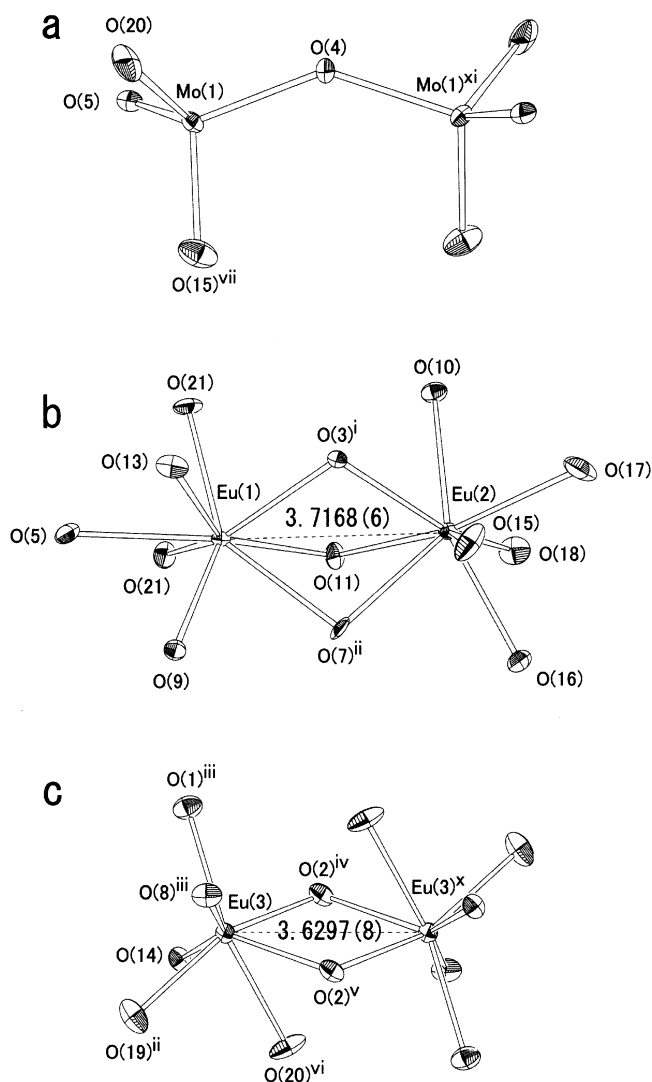 a
O(20)
O(4)
Mo(1)
Mo(1)xi
O(5)
O(15)vii
b
O(10)
O(21)
O(3)i
O(13)
Eu(1)
Eu(2)
O(17)
3.7168(6)
O(5)
O(15)
O(18)
O(21)
O(11)
O(7)ii
O(9)
O(16)
c
O(1)iii
O(2)iv
O(8)iii
Eu(3)
Eu(3)x
3.6297(8)
O(14)
O(2)v
O(19)ii
O(20)vi